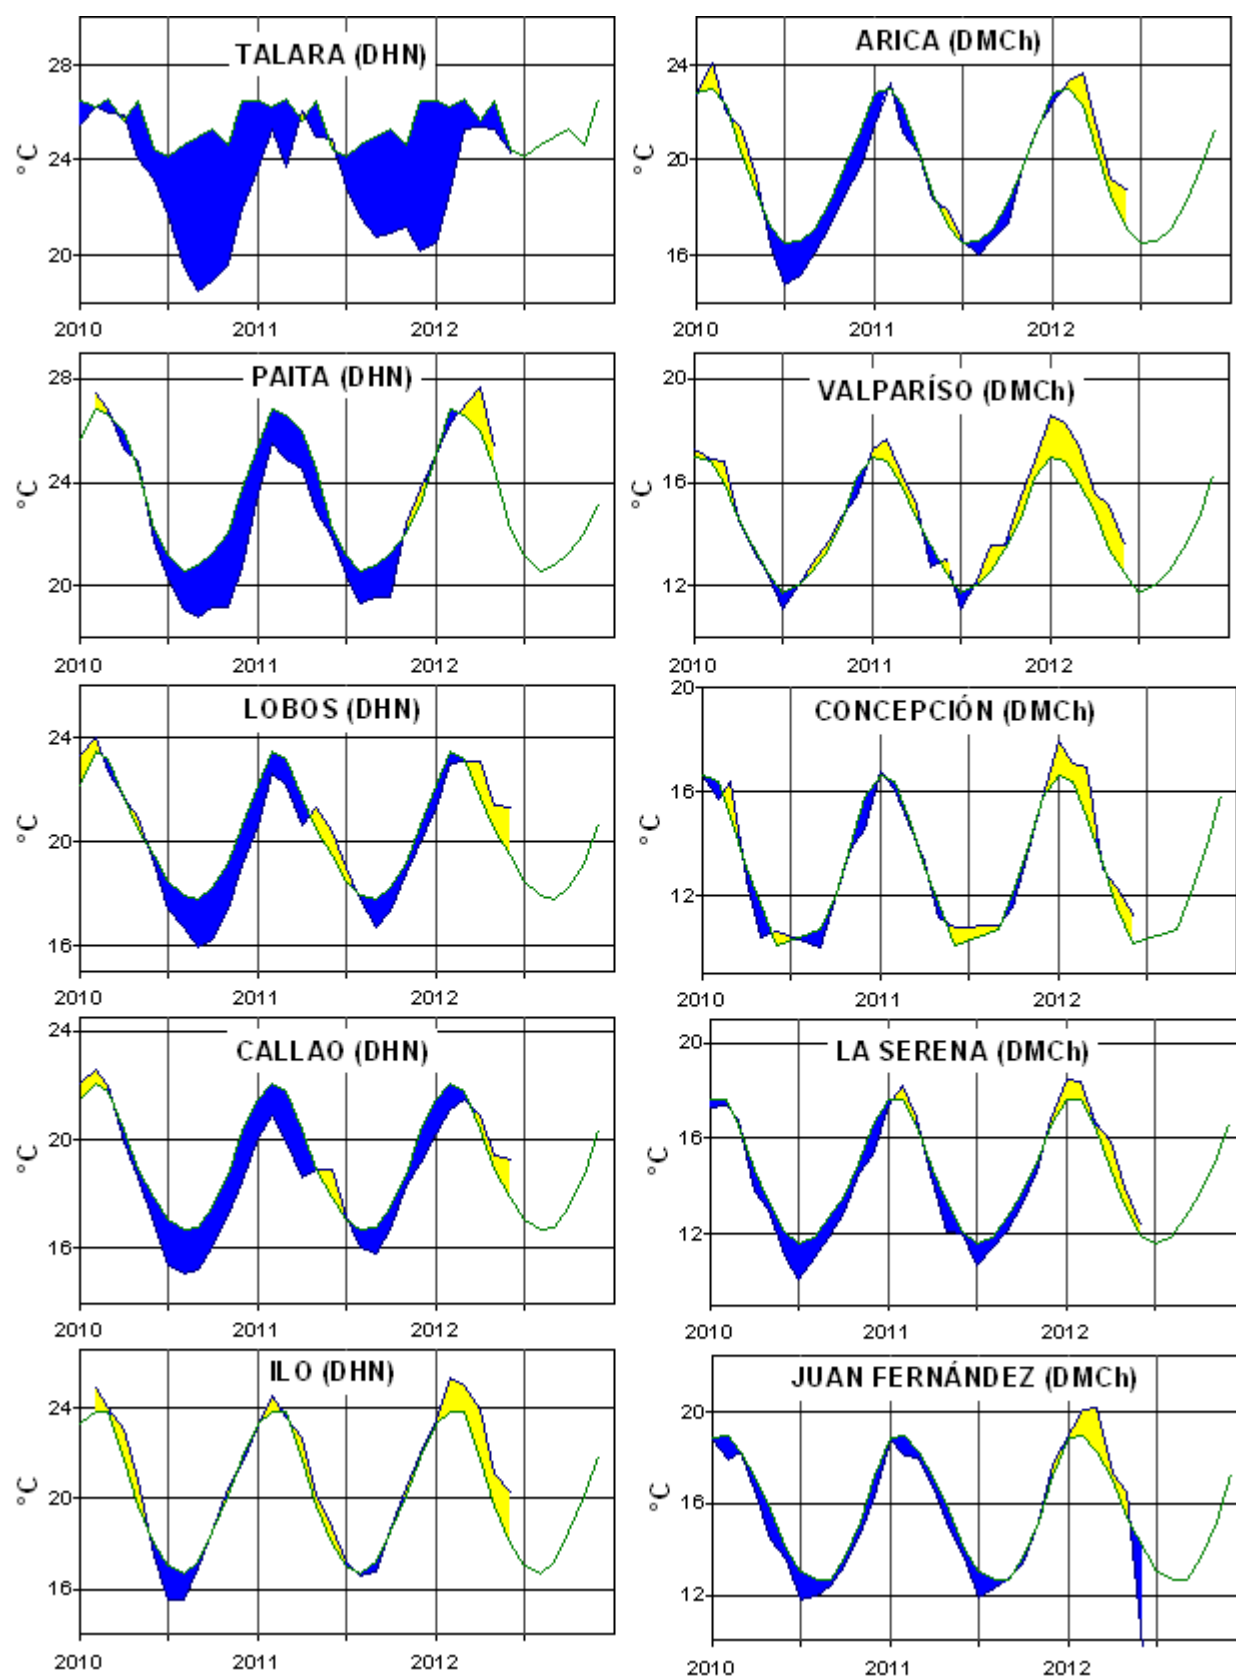 TALARA (DHN)
°C
28
24
20
2010 2011 2012
ARICA (DMCh)
°C
24
20
16
2010 2011 2012
PAITA (DHN)
°C
28
24
20
2010 2011 2012
VALPARÍSO (DMCh)
°C
20
16
12
2010 2011 2012
LOBOS (DHN)
°C
24
20
16
2010 2011 2012
CONCEPCIÓN (DMCh)
°C
20
16
12
2010 2011 2012
CALLAO (DHN)
°C
24
20
16
2010 2011 2012
LA SERENA (DMCh)
°C
20
16
12
2010 2011 2012
ILO (DHN)
°C
24
20
16
2010 2011 2012
JUAN FERNÁNDEZ (DMCh)
°C
20
16
12
2010 2011 2012